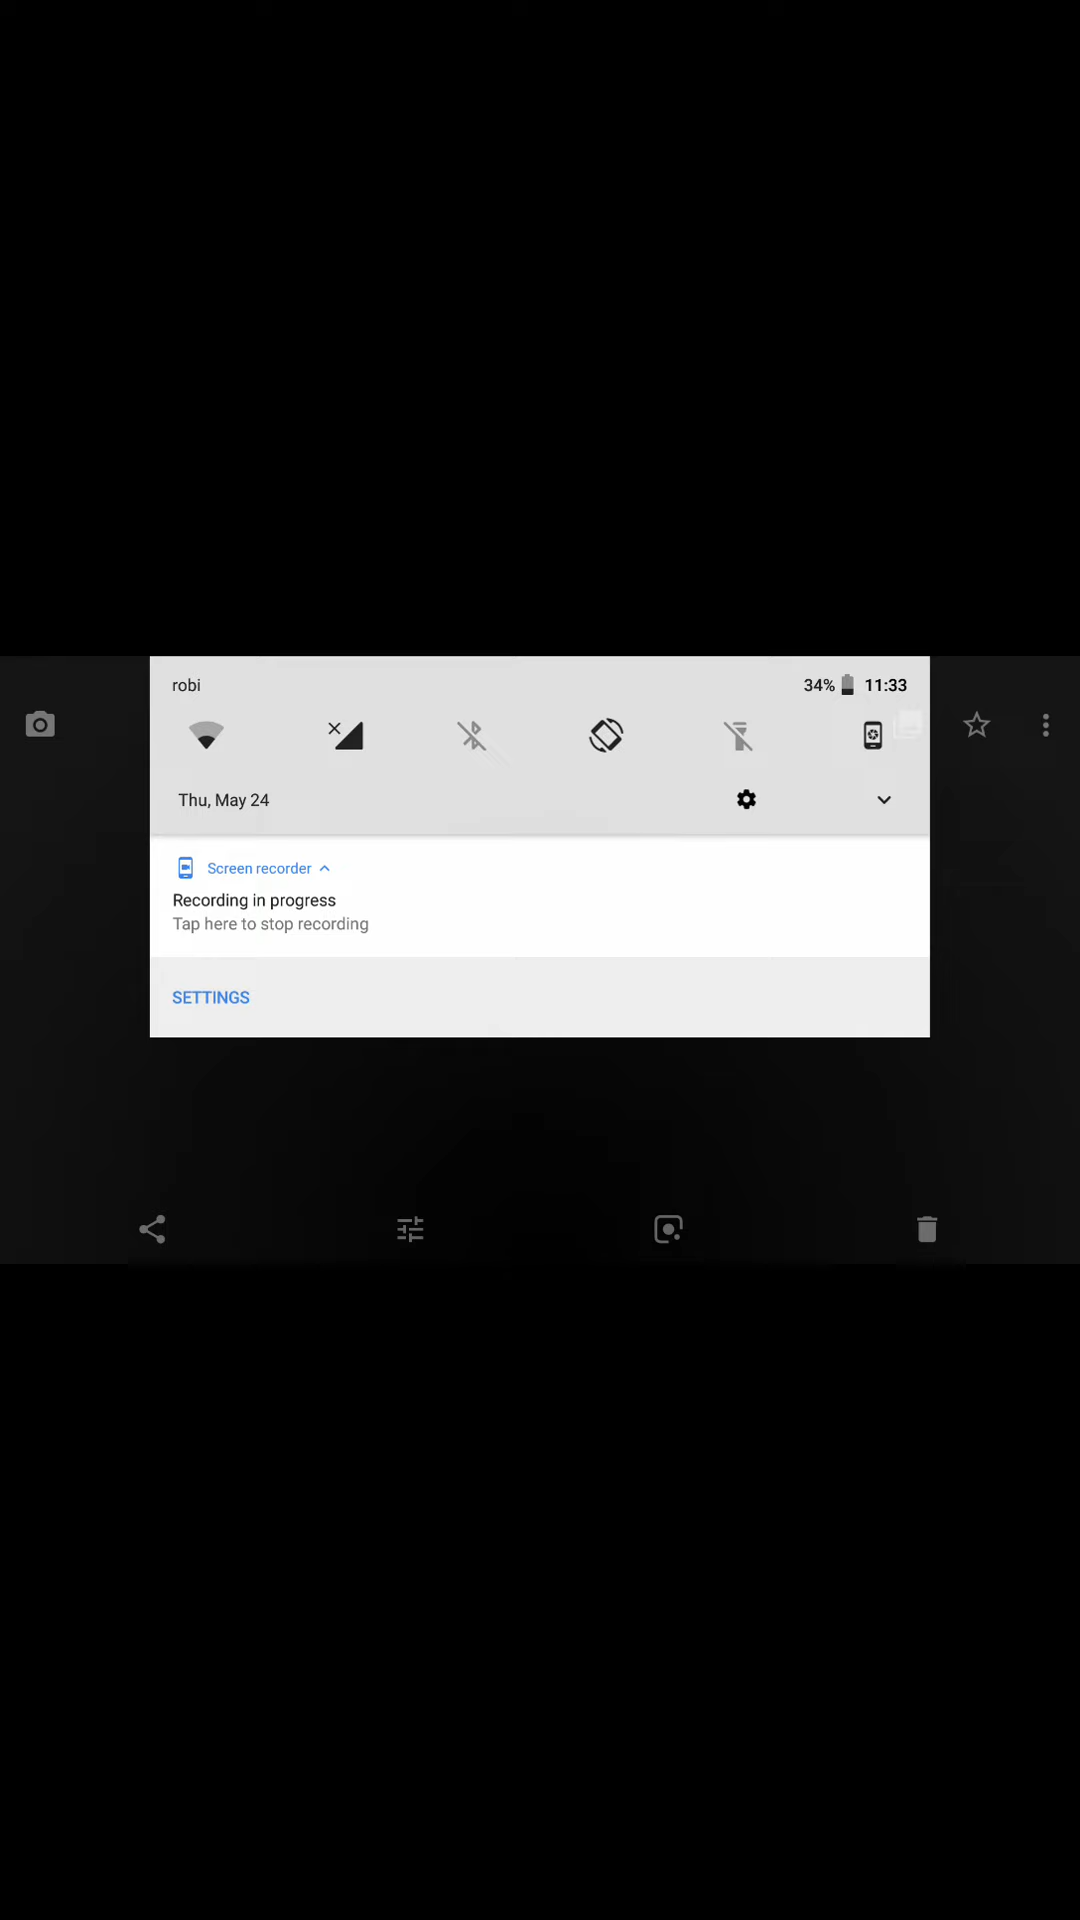 robi
34% 11:33
Thu, May 24
Screen recorder
Recording in progress
Tap here to stop recording
SETTINGS